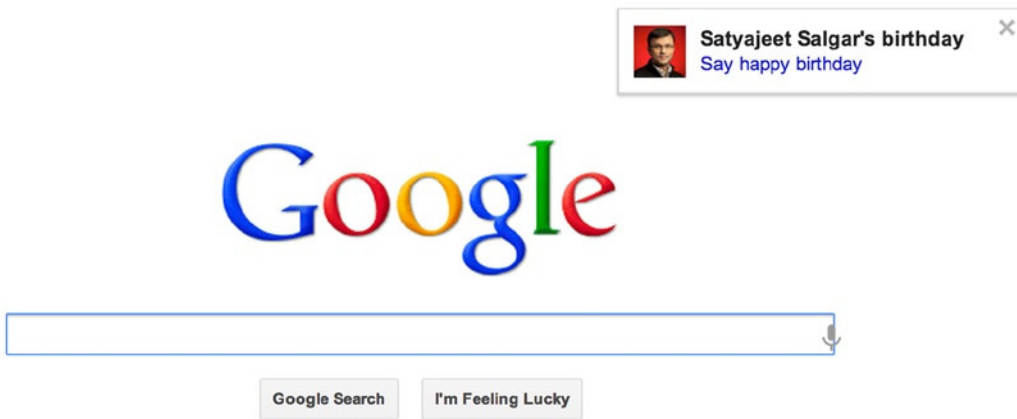 Satyajeet Salgar's birthday
Say happy birthday
Google
Google Search
I'm Feeling Lucky